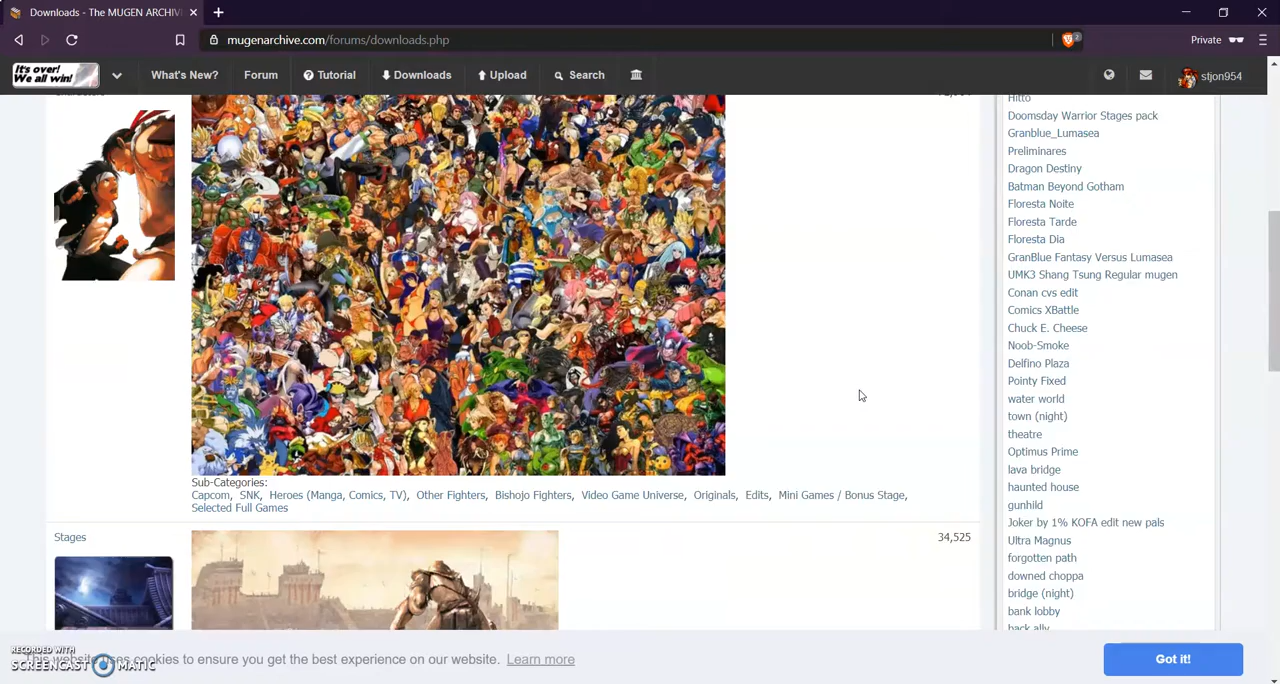 Downloads - The MUGEN ARCHIV
mugenarchive.com/forums/downloads.php
2
Private
It's over!
We all win!
What's New?
Forum
Tutorial
Downloads
Upload
Search
stjon954
Hitto
Doomsday Warrior Stages pack
Granblue_Lumasea
Preliminares
Dragon Destiny
Batman Beyond Gotham
Floresta Noite
Floresta Tarde
Floresta Dia
GranBlue Fantasy Versus Lumasea
UMK3 Shang Tsung Regular mugen
Conan cvs edit
Comics XBattle
Chuck E. Cheese
Noob-Smoke
Delfino Plaza
Pointy Fixed
water world
town (night)
theatre
Optimus Prime
lava bridge
haunted house
gunhild
Joker by 1% KOFA edit new pals
Ultra Magnus
forgotten path
downed choppa
bridge (night)
bank lobby
back ally
Sub-Categories:
Capcom, SNK, Heroes (Manga, Comics, TV), Other Fighters, Bishojo Fighters, Video Game Universe, Originals, Edits, Mini Games / Bonus Stage,
Selected Full Games
Stages
34,525
This website uses cookies to ensure you get the best experience on our website. Learn more
Got it!
RECORDED WITH
SCREENCAST MATIC